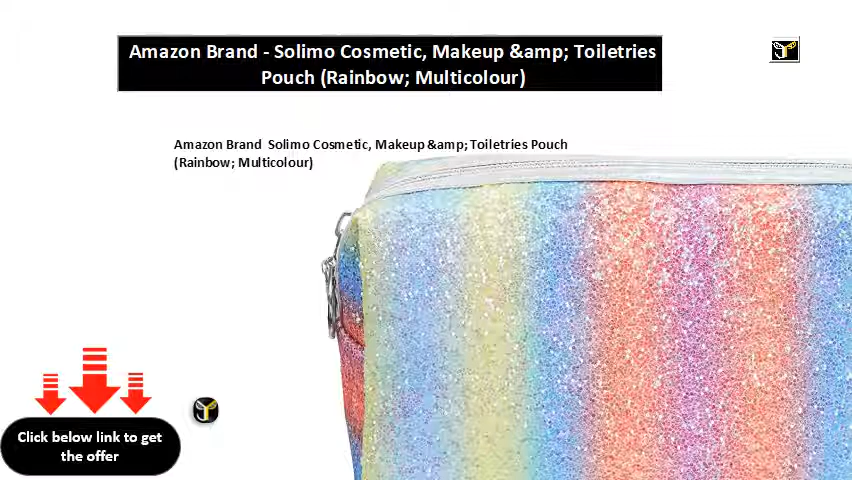 Amazon Brand - Solimo Cosmetic, Makeup &amp; Toiletries
Pouch (Rainbow; Multicolour)
Amazon Brand  Solimo Cosmetic, Makeup &amp; Toiletries Pouch
(Rainbow; Multicolour)
Click below link to get
the offer